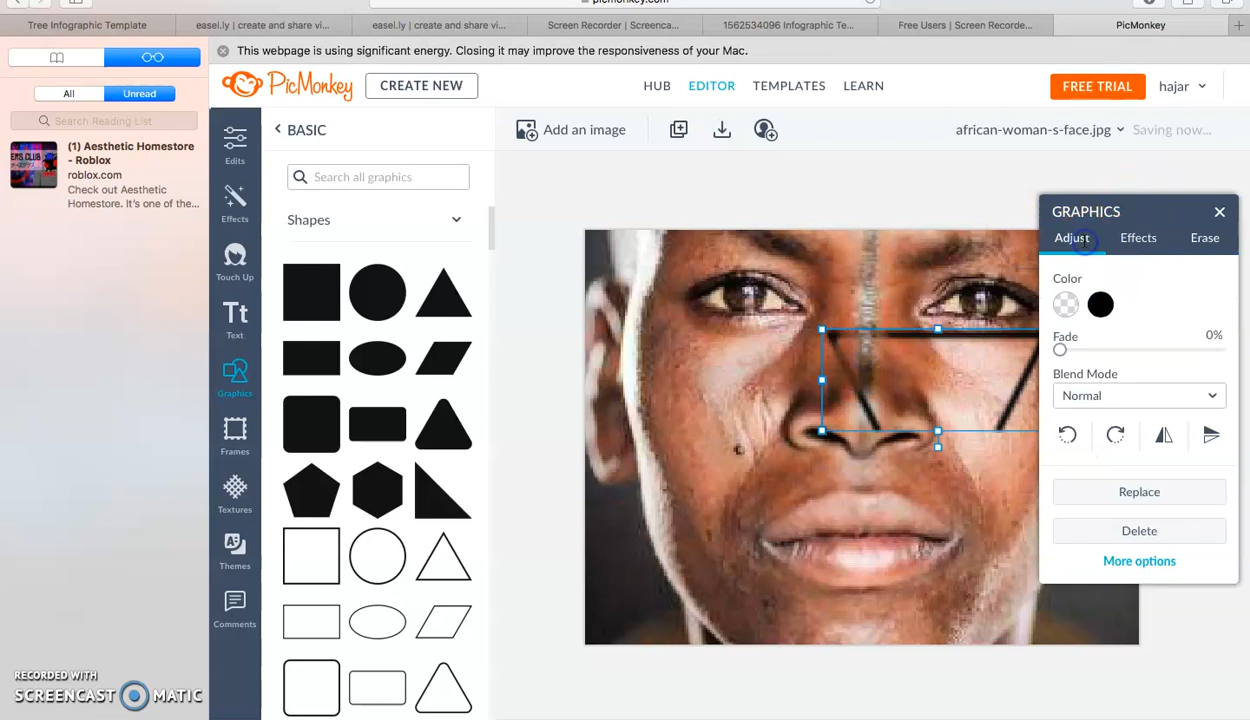 picmonkey.com
Tree Infographic Template
easel.ly | create and share vi...
easel.ly | create and share vi...
Screen Recorder | Screenca...
1562534096 Infographic Te...
Free Users | Screen Recorde...
PicMonkey
This webpage is using significant energy. Closing it may improve the responsiveness of your Mac.
All
Unread
Search Reading List
(1) Aesthetic Homestore
- Roblox
roblox.com
Check out Aesthetic
Homestore. It's one of the...
PicMonkey
CREATE NEW
HUB
EDITOR
TEMPLATES
LEARN
FREE TRIAL
hajar
Edits
Effects
Touch Up
Tt
Text
Graphics
Frames
Textures
Themes
Comments
BASIC
Search all graphics
Shapes
Add an image
african-woman-s-face.jpg
Saving now...
GRAPHICS
Adjust
Effects
Erase
Color
Fade
0%
Blend Mode
Normal
Replace
Delete
More options
RECORDED WITH
SCREENCAST MATIC